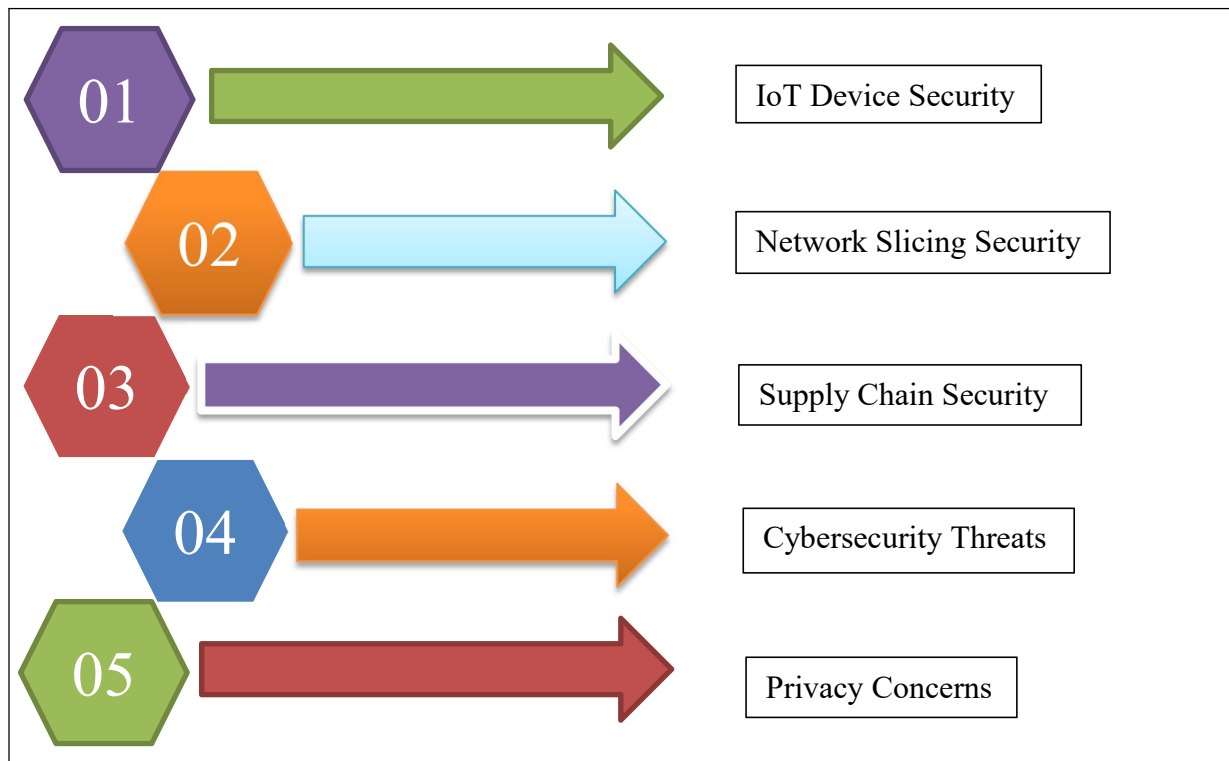 01
IoT Device Security
02
Network Slicing Security
03
Supply Chain Security
04
Cybersecurity Threats
05
Privacy Concerns